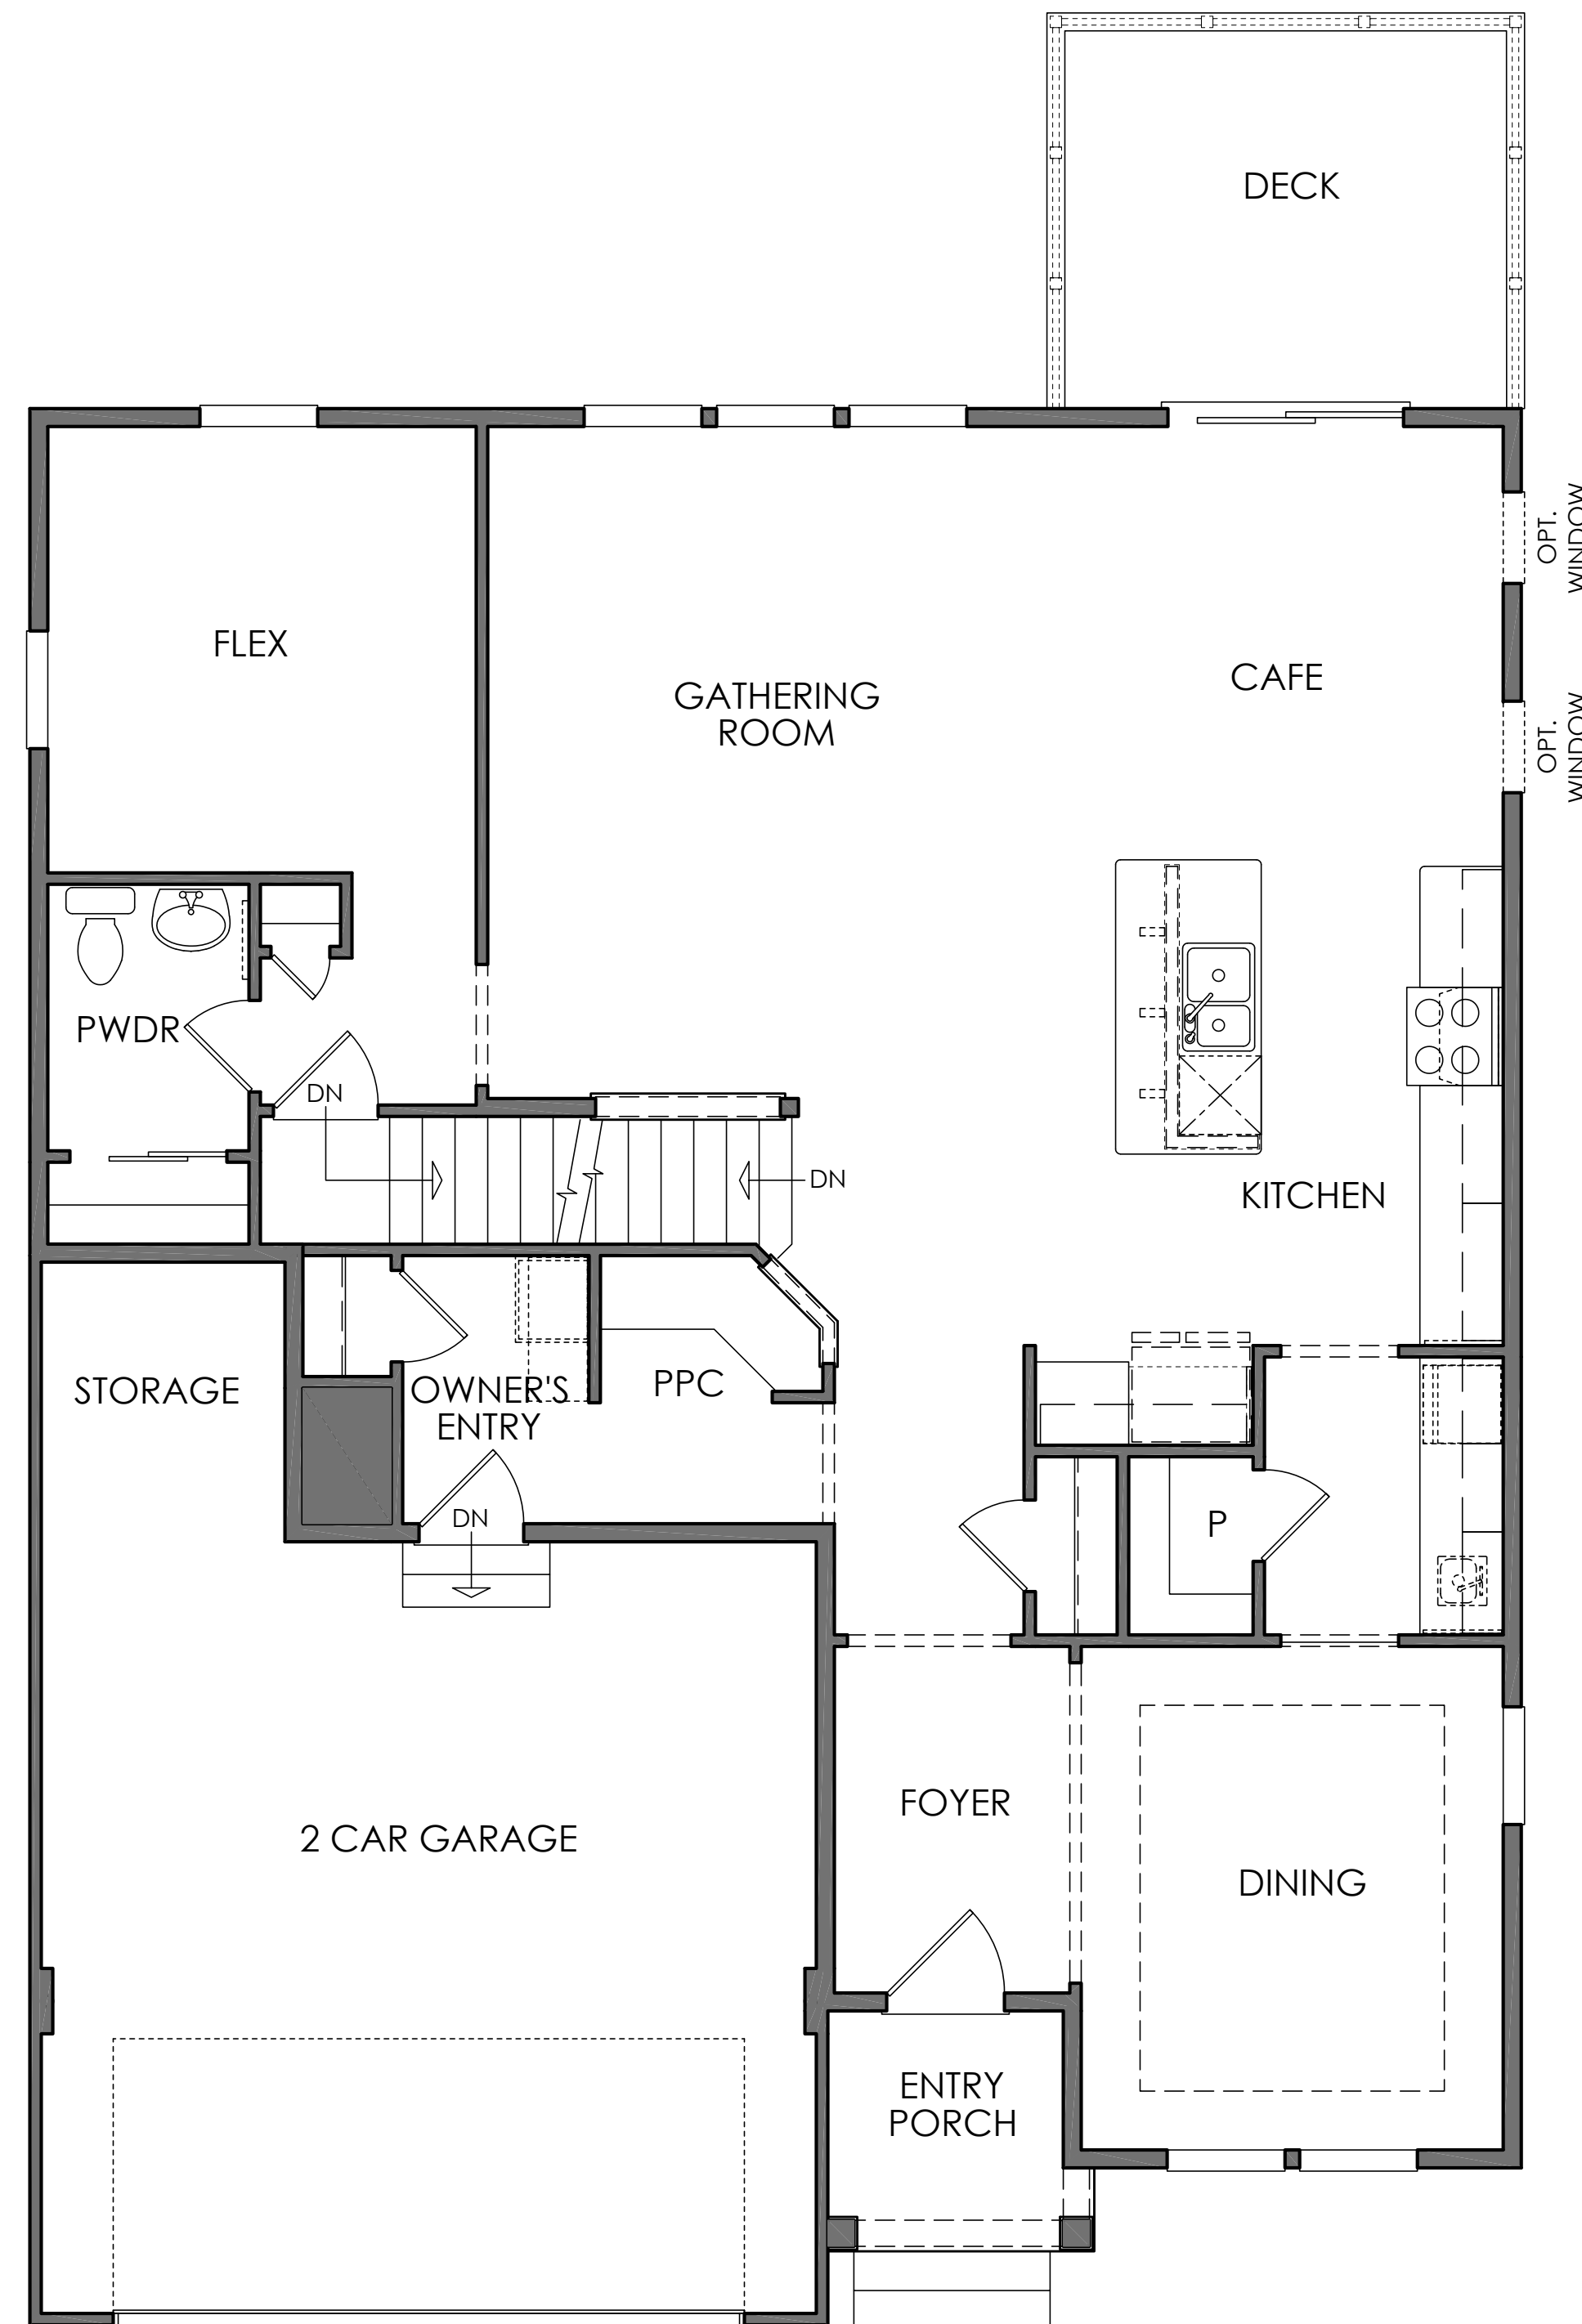 DECK
OPT.
WINDOW
FLEX
CAFE
GATHERING
ROOM
OPT.
WINDOW
PWDR
DN
DN
KITCHEN
STORAGE
OWNER'S
ENTRY
PPC
DN
P
FOYER
2 CAR GARAGE
DINING
ENTRY
PORCH